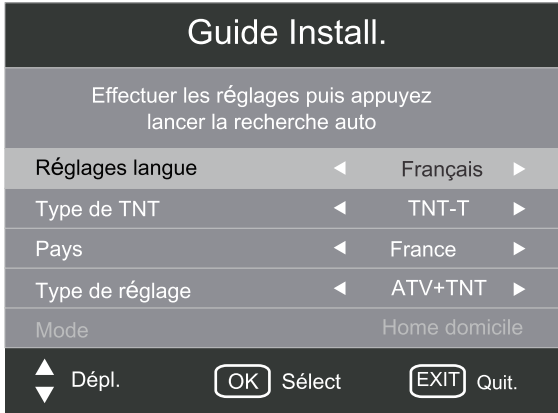 Guide Install.
Effectuer les réglages puis appuyez
lancer la recherche auto
Réglages langue Français
Type de TNT TNT-T
Pays France
Type de réglage ATV+TNT
Mode Home domicile
Dépl. OK Sélect EXIT Quit.